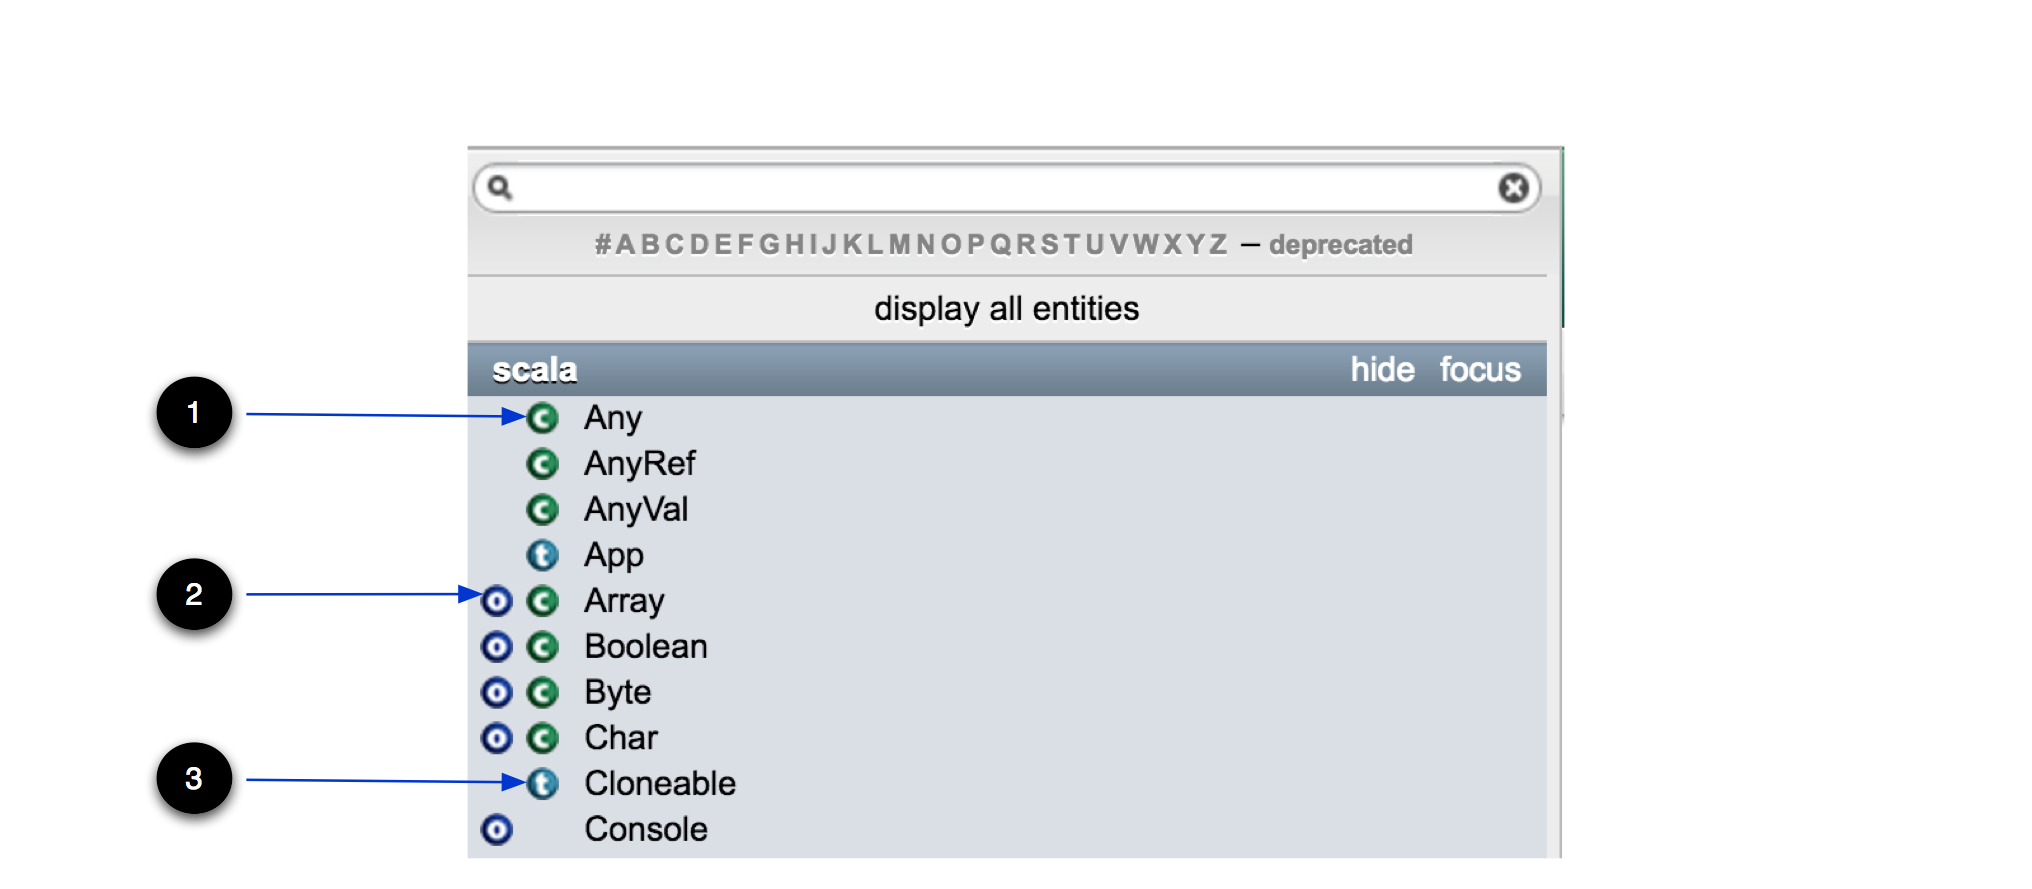 #ABCDEFGHIJKLMNOPQRSTUVWXYZ – deprecated
display all entities
scala hide focus
1 C Any
C AnyRef
C AnyVal
t App
2 O C Array
O C Boolean
O C Byte
O C Char
3 t Cloneable
O Console